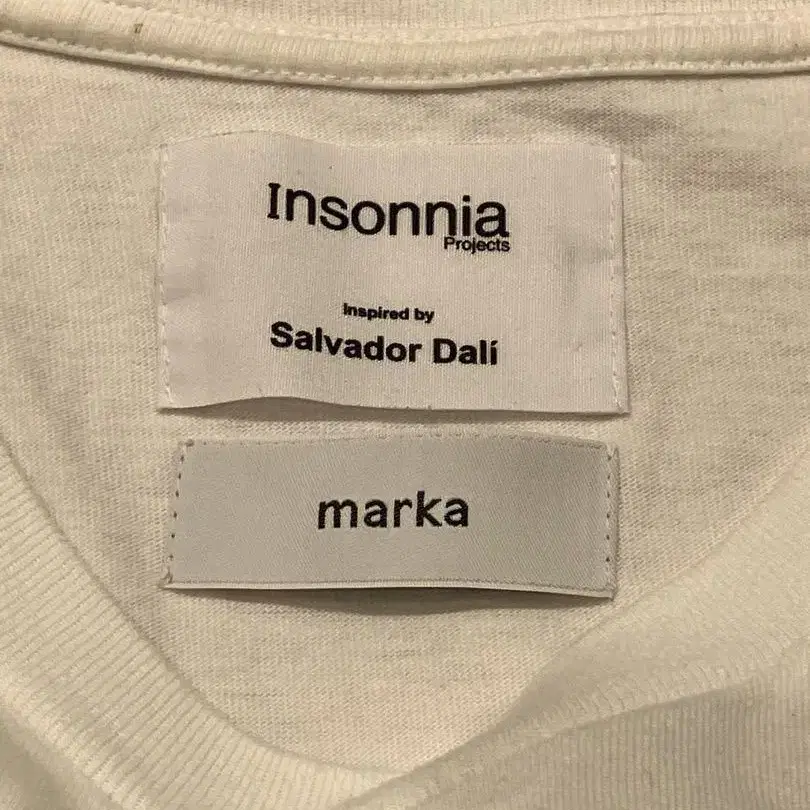 Insonnia
Projects
Inspired by
Salvador Dalí
marka